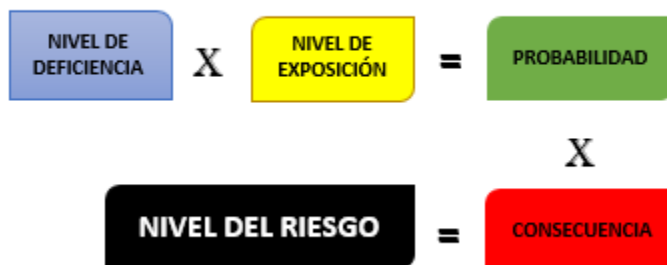 NIVEL DE
DEFICIENCIA
X
NIVEL DE
EXPOSICIÓN
=
PROBABILIDAD
X
NIVEL DEL RIESGO
=
CONSECUENCIA